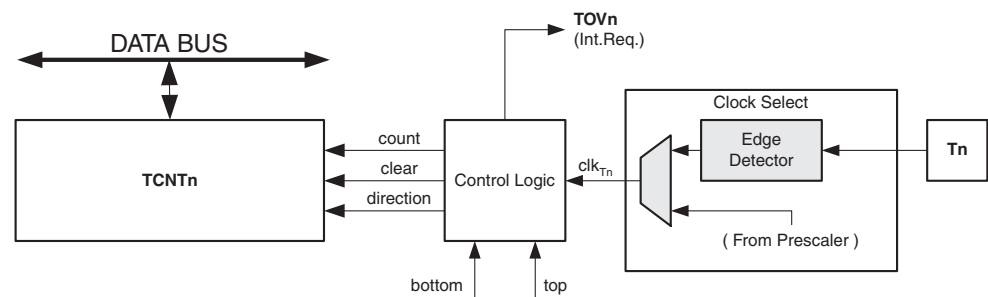 TOVn
(Int.Req.)
DATA BUS
Clock Select
count
Edge
Detector
Tn
TCNTn
clear
Control Logic
clkTn
direction
( From Prescaler )
bottom
top